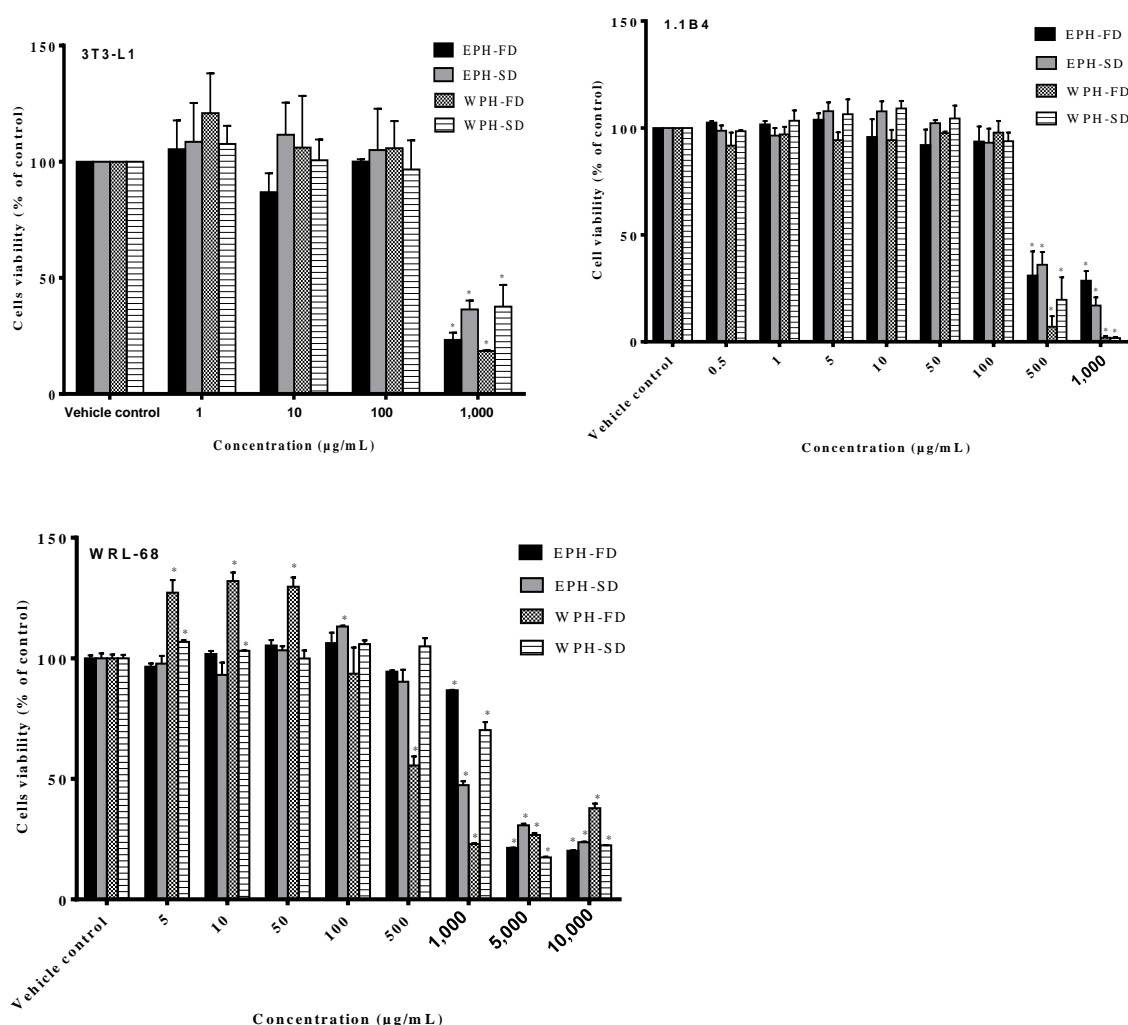 3T3-L1
EPH-FD
EPH-SD
WPH-FD
WPH-SD
Cells viability (% of control)
150
100
50
0
Vehicle control 1 10 100 1,000
* * * *
Concentration (µg/mL)
1.1B4
EPH-FD
EPH-SD
WPH-FD
WPH-SD
Cell viability (% of control)
150
100
50
0
* * * * * * * *
Vehicle control 0.5 1 5 10 50 100 500 1,000
Concentration (µg/mL)
WRL-68
EPH-FD
EPH-SD
WPH-FD
WPH-SD
Cells viability (% of control)
150
100
50
0
* * * * * * * * * * * * * * * * * *
Vehicle control 5 10 50 100 500 1,000 5,000 10,000
Concentration (µg/mL)